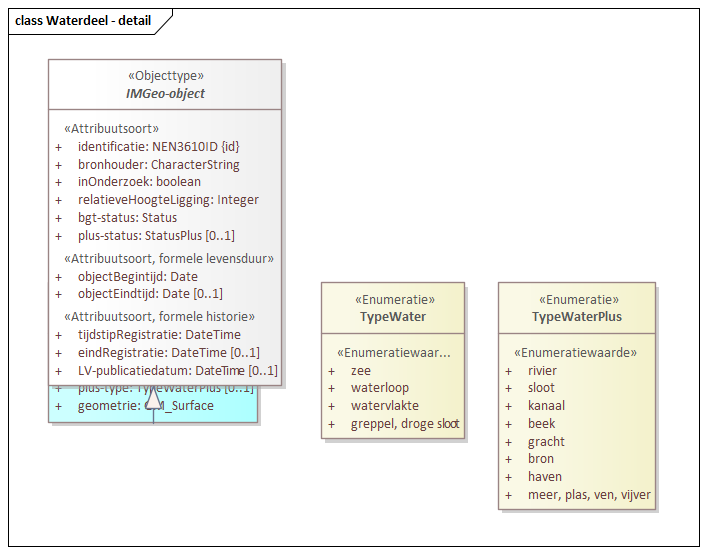 class Waterdeel - detail
«Objecttype»
IMGeo-object
«Attribuutsoort»
+ identificatie: NEN3610ID {id}
+ bronhouder: CharacterString
+ inOnderzoek: boolean
+ relatieveHoogteLigging: Integer
+ bgt-status: Status
+ plus-status: StatusPlus [0..1]
«Attribuutsoort, formele levensduur»
+ objectBegintijd: Date
+ objectEindtijd: Date [0..1]
«Attribuutsoort, formele historie»
+ tijdstipRegistratie: DateTime
+ eindRegistratie: DateTime [0..1]
+ LV-publicatiedatum: DateTime [0..1]
+ plus-type: TypeWaterPlus [0..1]
+ geometrie: GM_Surface
«Enumeratie»
TypeWater
«Enumeratiewaar...
+ zee
+ waterloop
+ watervlakte
+ greppel, droge sloot
«Enumeratie»
TypeWaterPlus
«Enumeratiewaarde»
+ rivier
+ sloot
+ kanaal
+ beek
+ gracht
+ bron
+ haven
+ meer, plas, ven, vijver